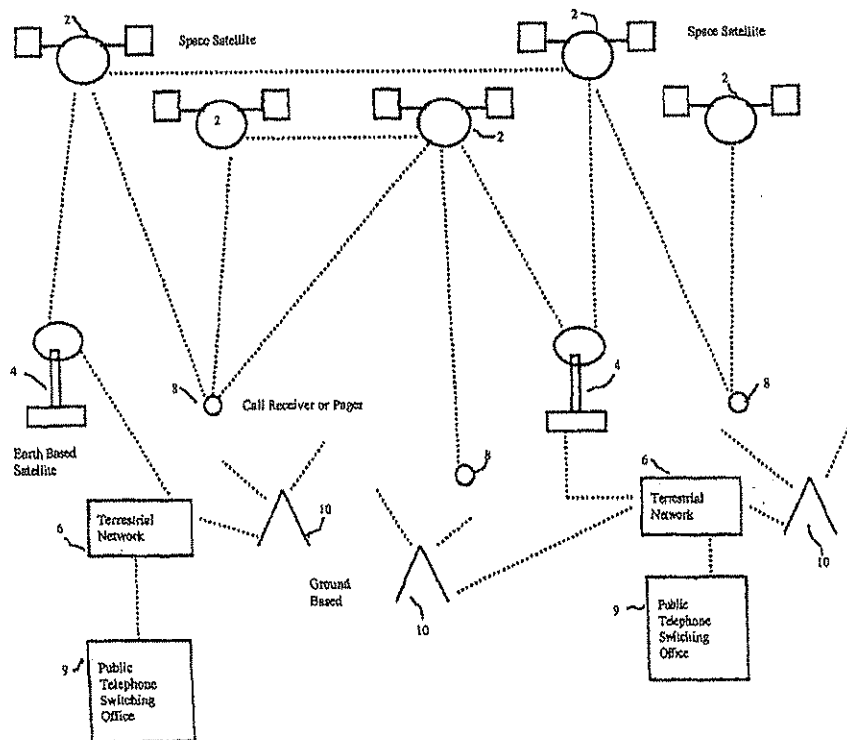 2
Space Satellite
2
Space Satellite
2
2
2
4
4
8
Call Receiver or Pager
8
Earth Based
Satellite
8
6
Terrestrial
Network
6
Terrestrial
Network
10
10
Ground
Based
10
9
Public
Telephone
Switching
Office
9
Public
Telephone
Switching
Office